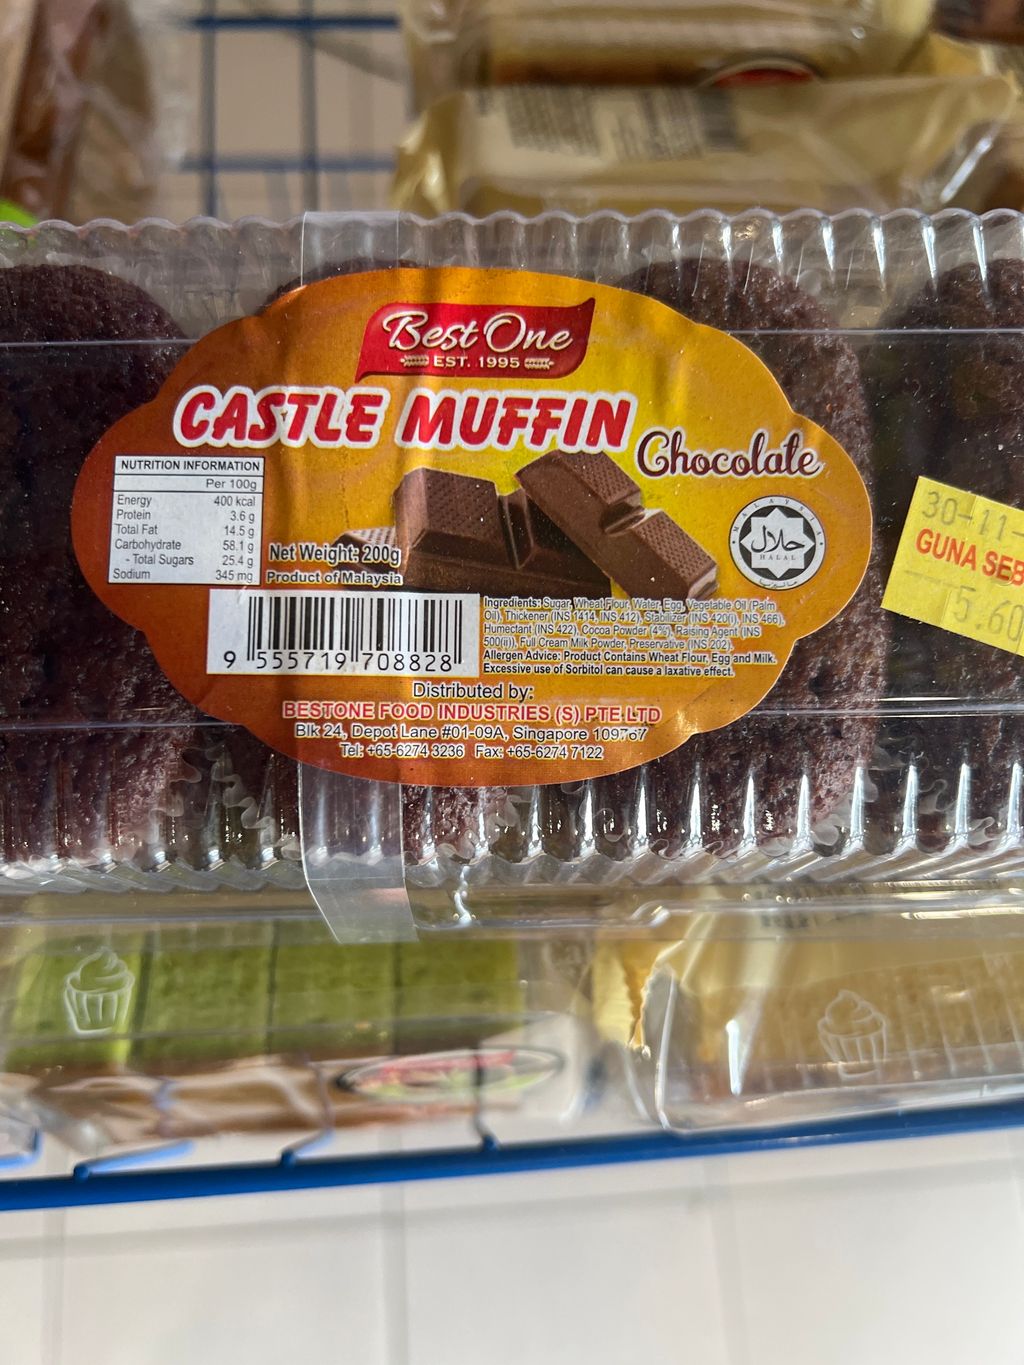 Best One
EST. 1995
CASTLE MUFFIN
Chocolate
NUTRITION INFORMATION
Per 100g
Energy 400 kcal
Protein 3.6 g
Total Fat 14.5 g
Carbohydrate 58.1 g
- Total Sugars 25.4 g
Sodium 345 mg
Net Weight: 200g
Product of Malaysia
MALAYSIA
حلال
HALAL
ماليزيا
30-11-
GUNA SEB
5.60
9 555719 708828
Ingredients: Sugar, Wheat Flour, Water, Egg, Vegetable Oil (Palm
Oil), Thickener (INS 1414, INS 412), Stabilizer (INS 420(i), INS 466),
Humectant (INS 422), Cocoa Powder (4%), Raising Agent (INS
500(ii)), Full Cream Milk Powder, Preservative (INS 202).
Allergen Advice: Product Contains Wheat Flour, Egg and Milk.
Excessive use of Sorbitol can cause a laxative effect.
Distributed by:
BESTONE FOOD INDUSTRIES (S) PTE LTD
Blk 24, Depot Lane #01-09A, Singapore 109767
Tel: +65-6274 3236 Fax: +65-6274 7122